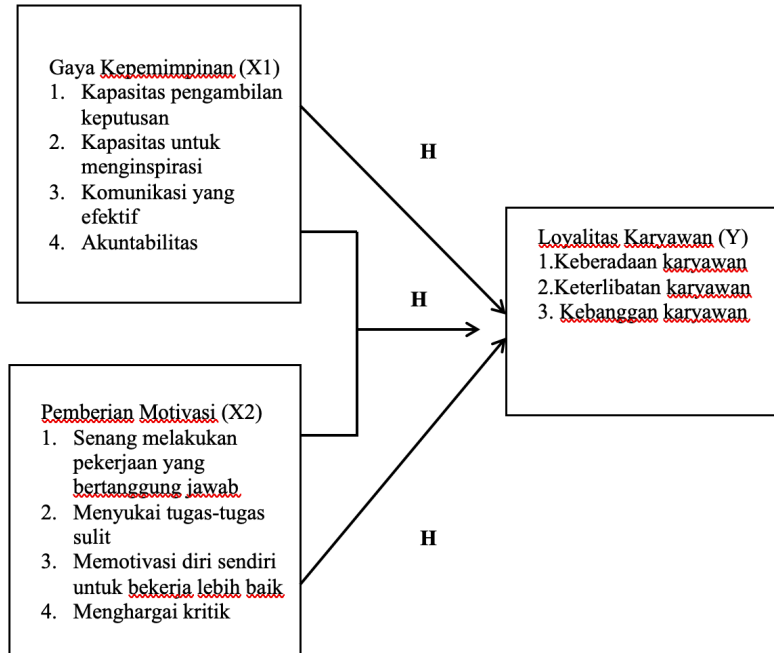 Gaya Kepemimpinan (X1)
1. Kapasitas pengambilan
keputusan
2. Kapasitas untuk
menginspirasi
3. Komunikasi yang
efektif
4. Akuntabilitas
H
H
Loyalitas Karyawan (Y)
1.Keberadaan karyawan
2.Keterlibatan karyawan
3. Kebanggan karyawan
Pemberian Motivasi (X2)
1. Senang melakukan
pekerjaan yang
bertanggung jawab
2. Menyukai tugas-tugas
sulit
3. Memotivasi diri sendiri
untuk bekerja lebih baik
4. Menghargai kritik
H